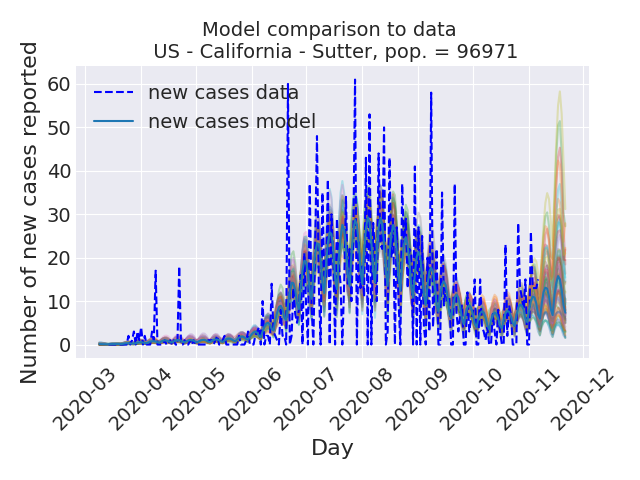 Model comparison to data
US - California - Sutter, pop. = 96971
Number of new cases reported
60
50
40
30
20
10
0
new cases data
new cases model
2020-03
2020-04
2020-05
2020-06
2020-07
2020-08
2020-09
2020-10
2020-11
2020-12
Day